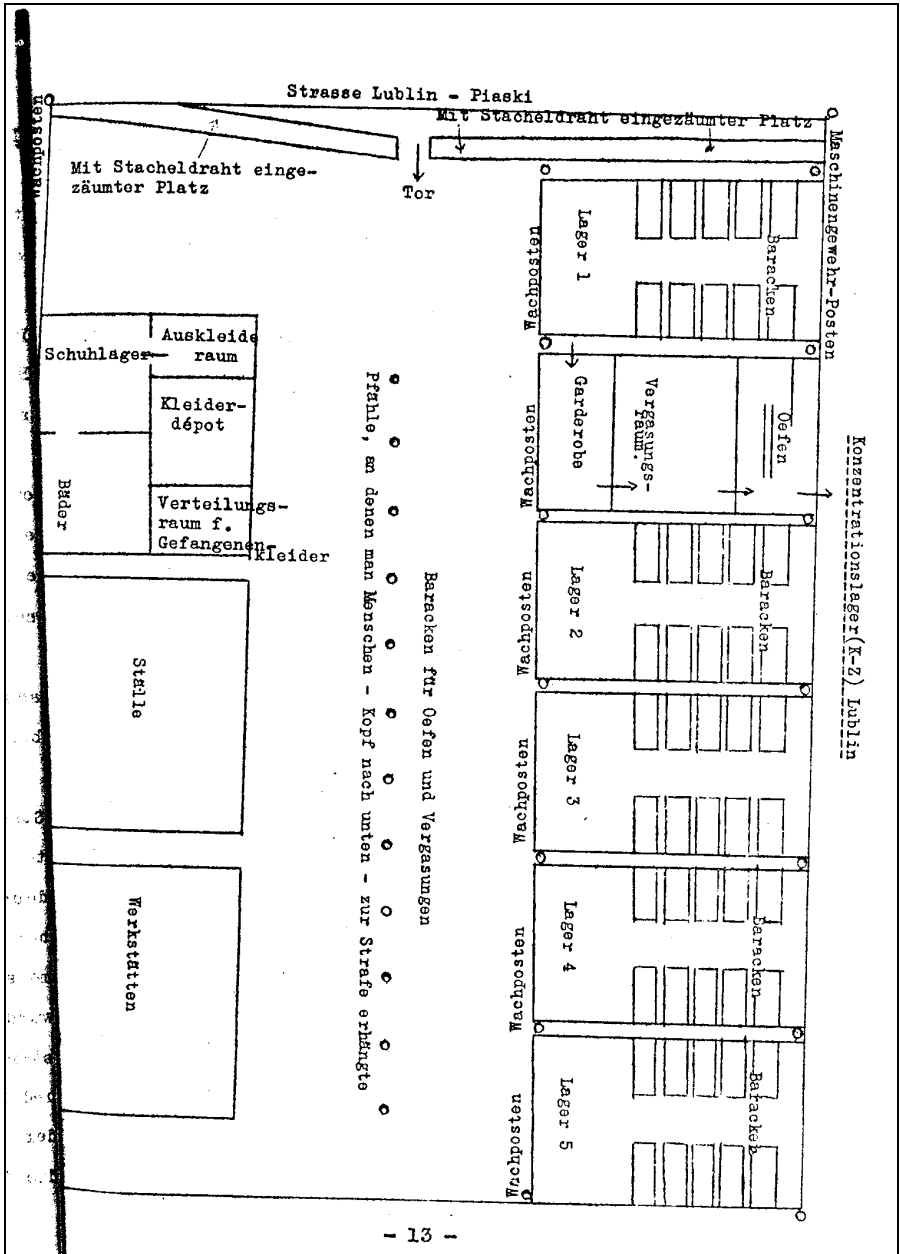 Strasse Lublin - Piaski
Mit Stacheldraht eingezäumter Platz
Wachposten
Mit Stacheldraht einge-
zäumter Platz
Tor
Maschinengewehr-Posten
Konzentrationslager(K-Z) Lublin
Wachposten
Lager 1
Baracken
Wachposten
Garderobe
Vergasungs-
raum.
Oefen
Wachposten
Lager 2
Baracken
Wachposten
Lager 3
Wachposten
Lager 4
Baracken
Wachposten
Lager 5
Baracken
Schuhlager
Auskleide
raum
Kleider-
dépot
Bäder
Verteilungs-
raum f.
Gefangenen-
kleider
Ställe
Werkstätten
Baracken für Oefen und Vergasungen
Pfähle, an denen man Menschen - Kopf nach unten - zur Strafe erhängte
- 13 -